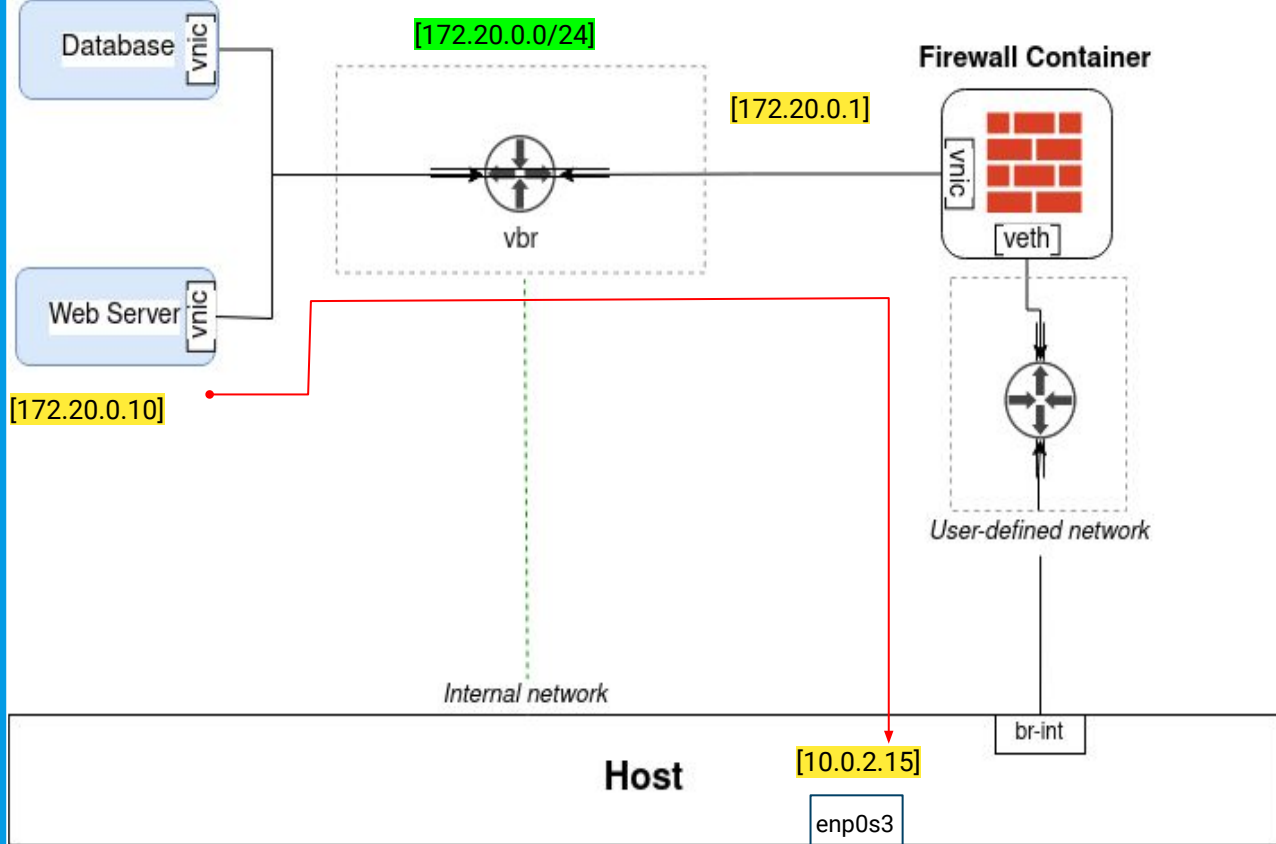 [172.20.0.0/24]
Database
[vnic]
Firewall Container
[172.20.0.1]
[vnic]
vbr
[veth]
Web Server
[vnic]
[172.20.0.10]
User-defined network
Internal network
br-int
Host
[10.0.2.15]
enp0s3